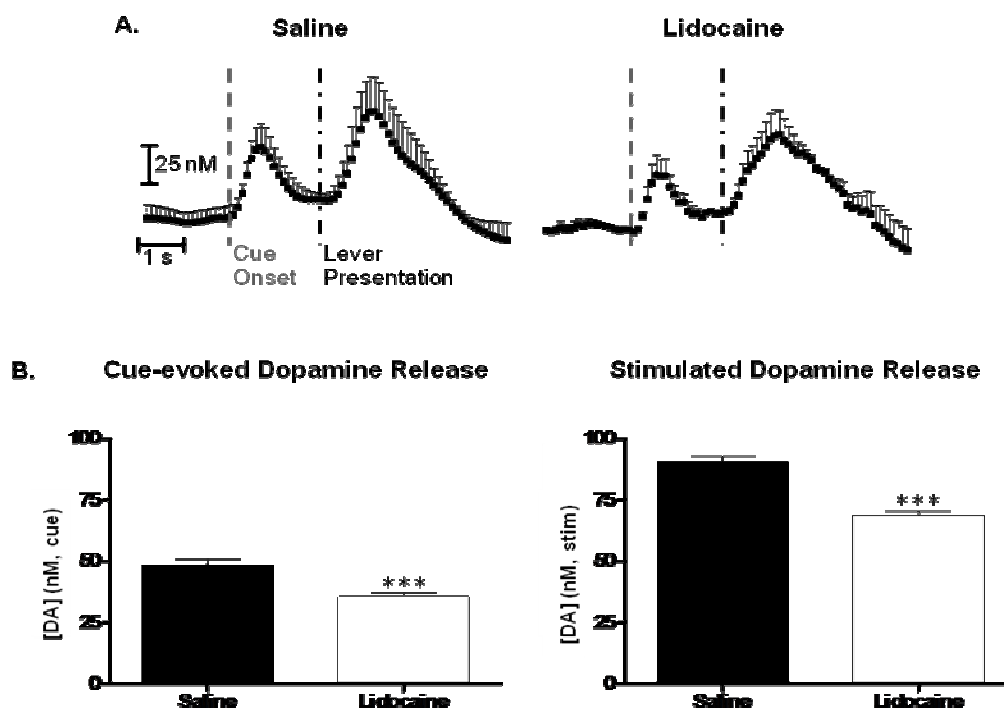 A.
Saline
Lidocaine
25 nM
1 s
Cue
Onset
Lever
Presentation
B.
Cue-evoked Dopamine Release
Stimulated Dopamine Release
[DA] (nM, cue)
100
75
50
25
0
***
Saline
Lidocaine
[DA] (nM, stim)
100
75
50
25
0
***
Saline
Lidocaine